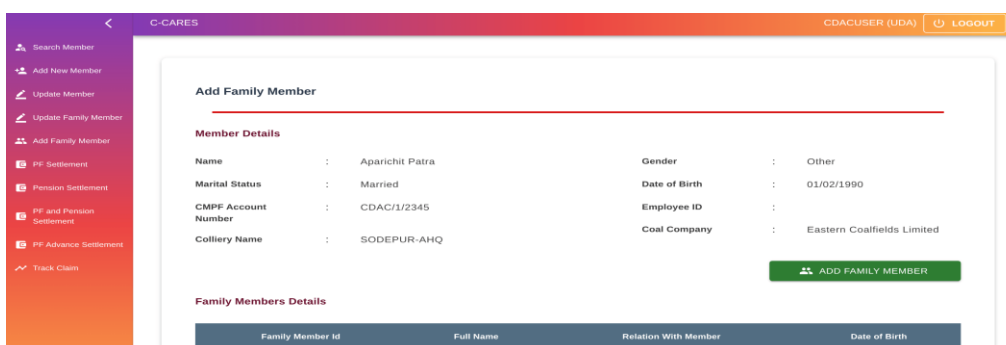 C-CARES
CDACUSER (UDA)
LOGOUT
Search Member
Add New Member
Update Member
Update Family Member
Add Family Member
PF Settlement
Pension Settlement
PF and Pension
Settlement
PF Advance Settlement
Track Claim
Add Family Member
Member Details
Name : Aparichit Patra Gender : Other
Marital Status : Married Date of Birth : 01/02/1990
CMPF Account
Number : CDAC/1/2345 Employee ID :
Colliery Name : SODEPUR-AHQ Coal Company : Eastern Coalfields Limited
ADD FAMILY MEMBER
Family Members Details
Family Member Id Full Name Relation With Member Date of Birth